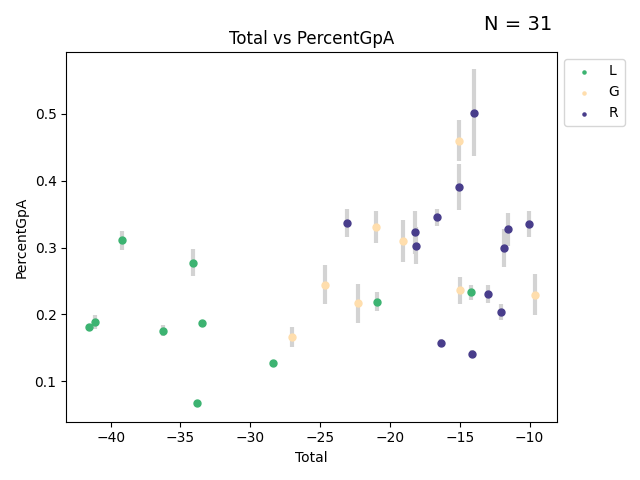 N = 31
Total vs PercentGpA
L
G
R
PercentGpA
0.5
0.4
0.3
0.2
0.1
−40 −35 −30 −25 −20 −15 −10
Total